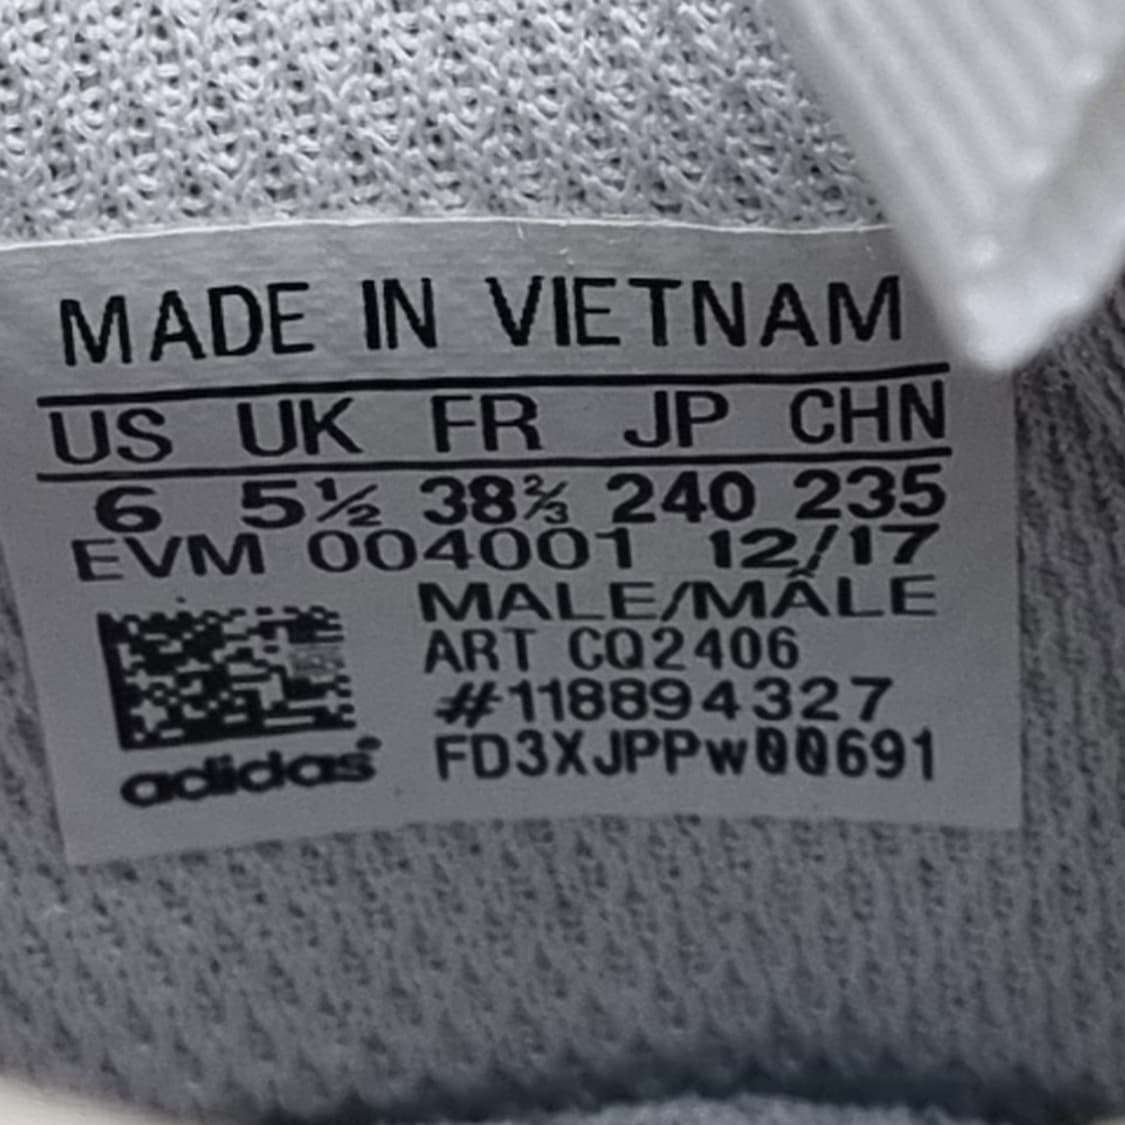 MADE IN VIETNAM
US UK FR JP CHN
6 5½ 38⅔ 240 235
EVM 004001 12/17
MALE/MÂLE
ART CQ2406
#118894327
FD3XJPPw00691
adidas®